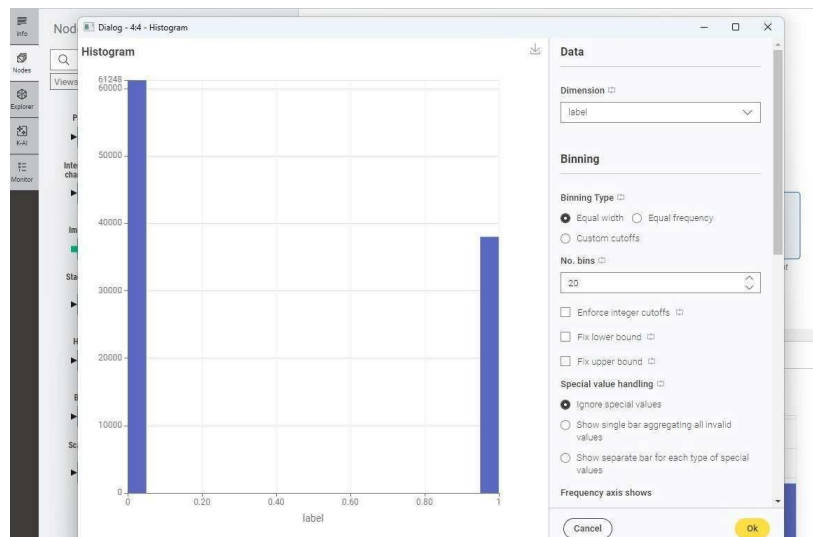 Info
Nodes
Explorer
K-AI
Monitor
Nod
Views
Dialog - 4:4 - Histogram
Histogram
61248
60000
50000
40000
30000
20000
10000
0
0
0.20
0.40
0.60
0.80
1
label
Data
Dimension
label
Binning
Binning Type
Equal width
Equal frequency
Custom cutoffs
No. bins
20
Enforce integer cutoffs
Fix lower bound
Fix upper bound
Special value handling
Ignore special values
Show single bar aggregating all invalid
values
Show separate bar for each type of special
values
Frequency axis shows
Cancel
Ok